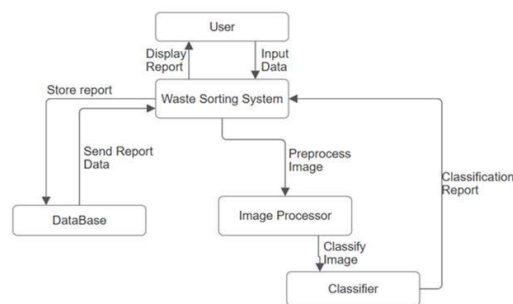 User
Display
Report
Input
Data
Store report
Waste Sorting System
Send Report
Data
Preprocess
Image
Classification
Report
DataBase
Image Processor
Classify
Image
Classifier